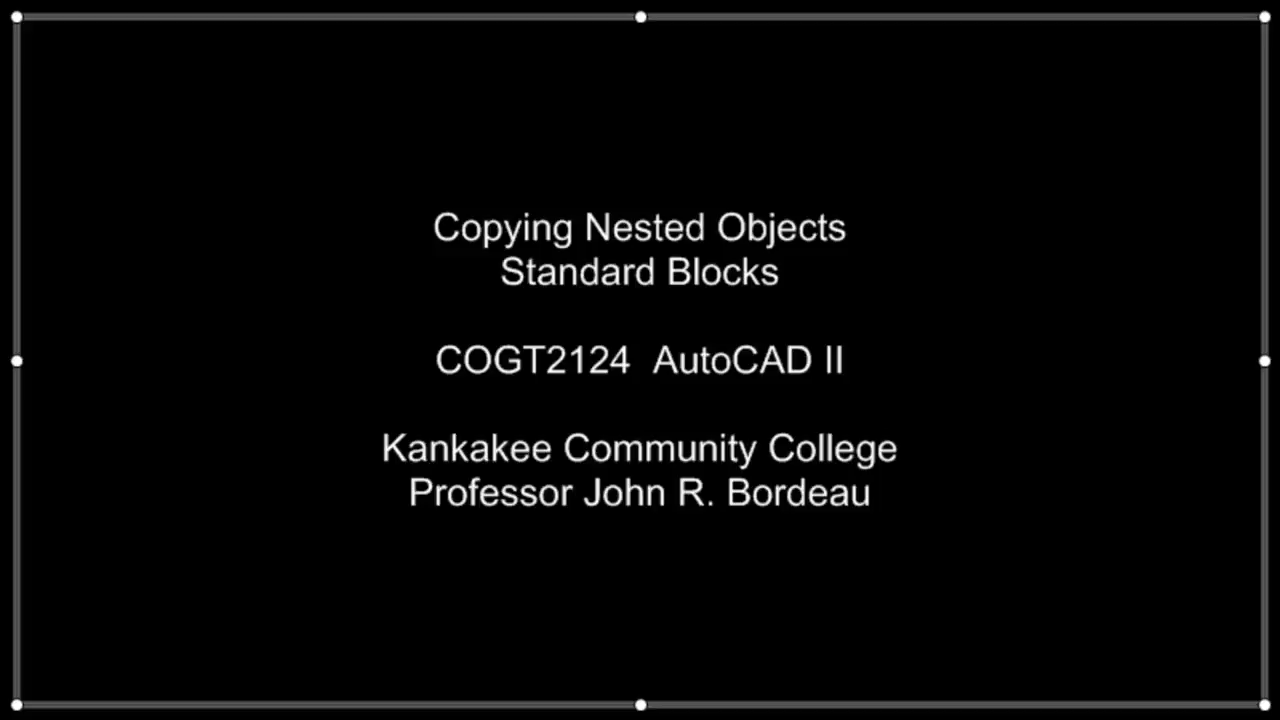 Copying Nested Objects
Standard Blocks
COGT2124 AutoCAD II
Kankakee Community College
Professor John R. Bordeau